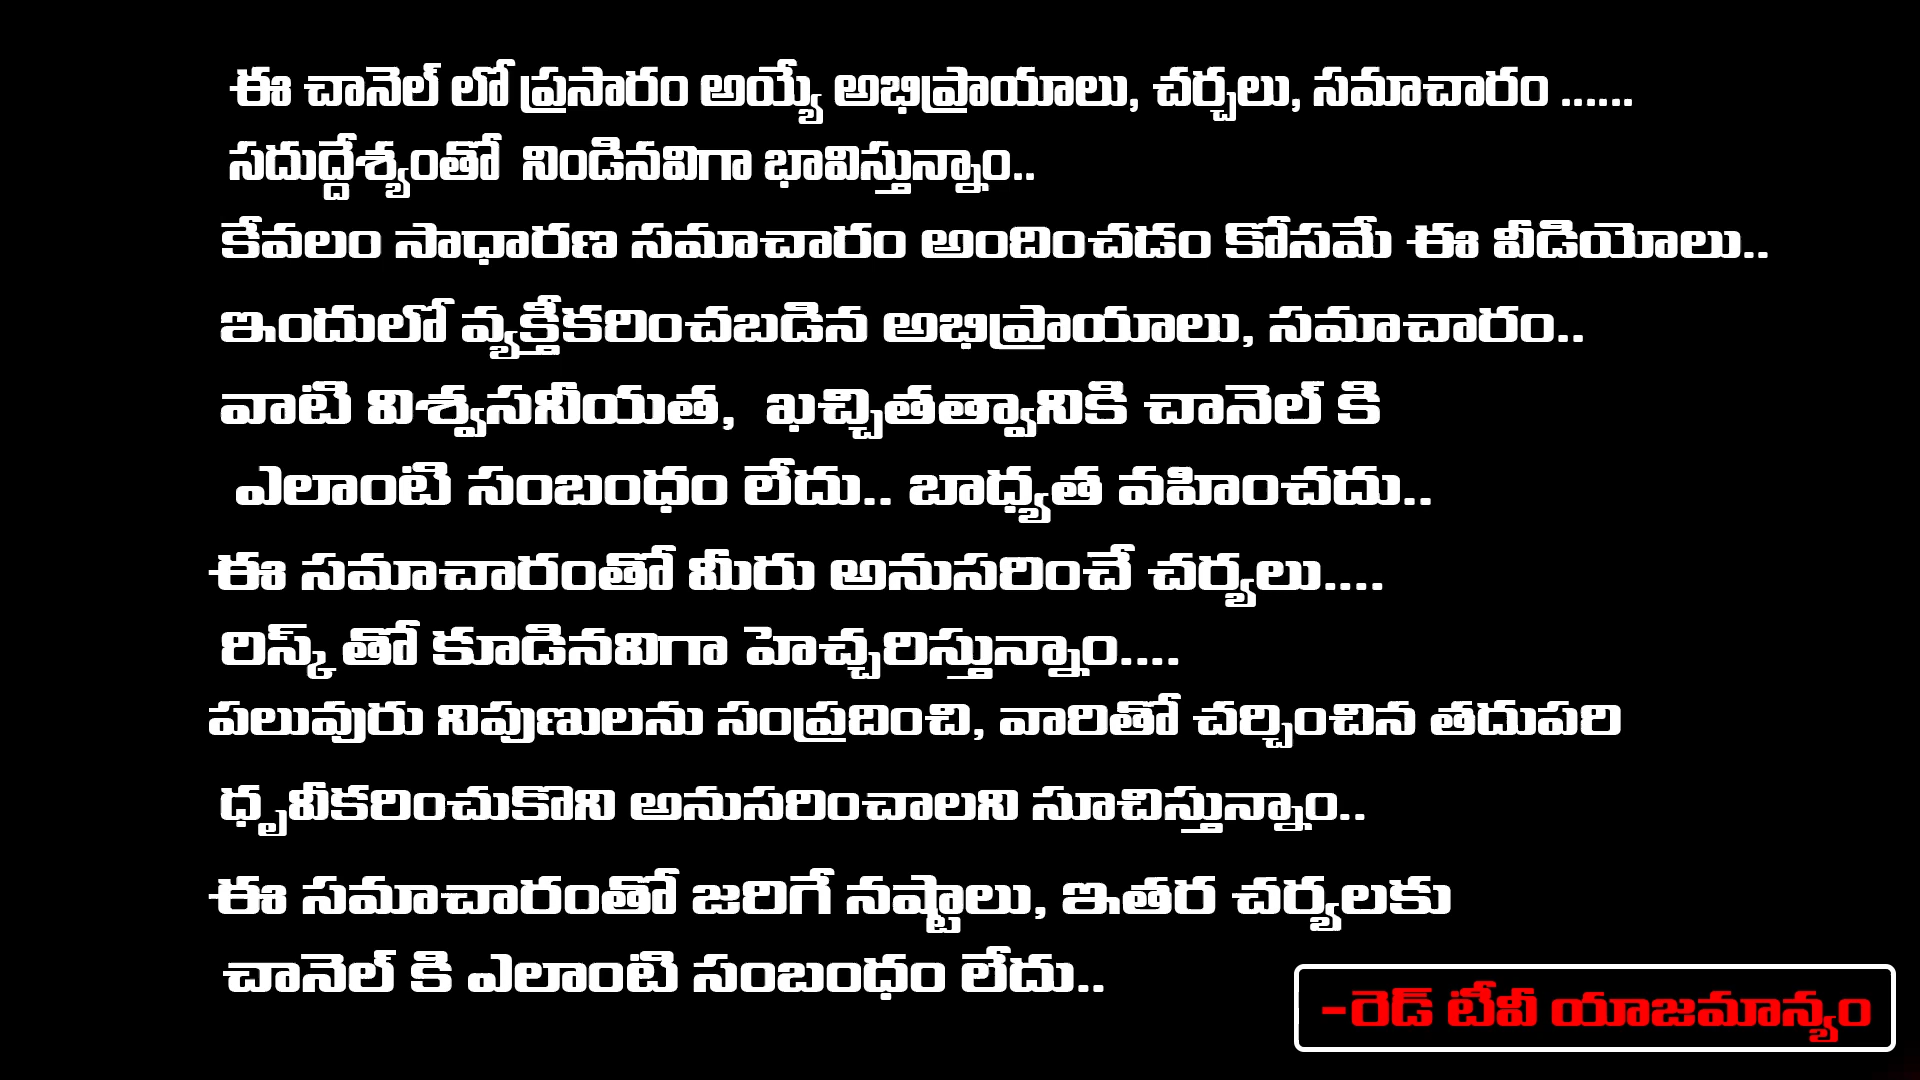 ఈ చానెల్ లో ప్రసారం అయ్యే అభిప్రాయాలు, చర్చలు, సమాచారం ......
సదుద్దేశ్యంతో నిండినవిగా భావిస్తున్నాం..
కేవలం సాధారణ సమాచారం అందించడం కోసమే ఈ వీడియోలు..
ఇందులో వ్యక్తీకరించబడిన అభిప్రాయాలు, సమాచారం..
వాటి విశ్వసనీయత, ఖచ్చితత్వానికి చానెల్ కి
ఎలాంటి సంబంధం లేదు.. బాధ్యత వహించదు..
ఈ సమాచారంతో మీరు అనుసరించే చర్యలు....
రిస్క్ తో కూడినవిగా హెచ్చరిస్తున్నాం....
పలువురు నిపుణులను సంప్రదించి, వారితో చర్చించిన తదుపరి
ధృవీకరించుకొని అనుసరించాలని సూచిస్తున్నాం..
ఈ సమాచారంతో జరిగే నష్టాలు, ఇతర చర్యలకు
చానెల్ కి ఎలాంటి సంబంధం లేదు..
-రెడ్ టీవీ యాజమాన్యం